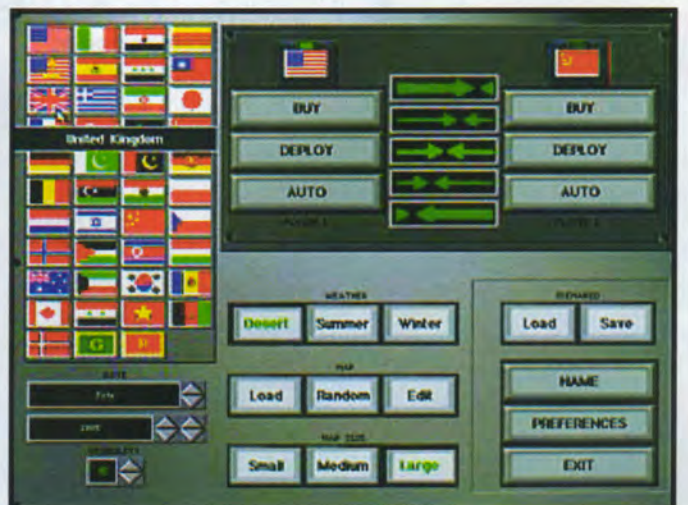 United Kingdom
BUY
BUY
DEPLOY
DEPLOY
AUTO
AUTO
WEATHER
Desert Summer Winter
SCENARIO
Load Save
MAP
Load Random Edit
NAME
PREFERENCES
EXIT
MAP SIZE
Small Medium Large
DATE
G
R